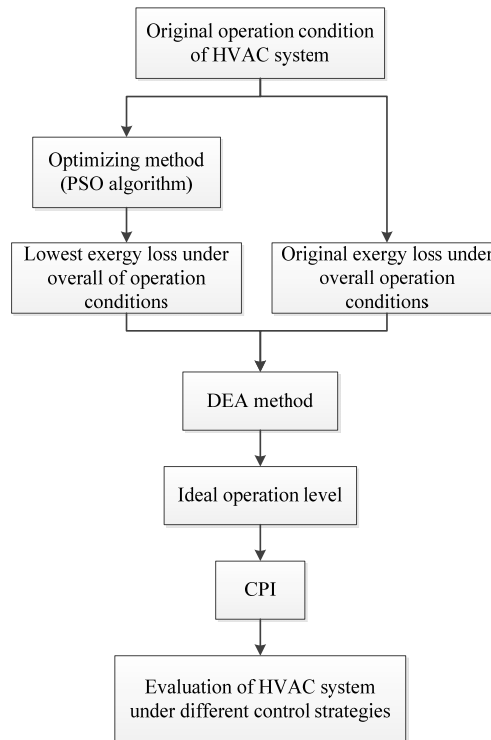 Original operation condition
of HVAC system
Optimizing method
(PSO algorithm)
Lowest exergy loss under
overall of operation
conditions
Original exergy loss under
overall operation
conditions
DEA method
Ideal operation level
CPI
Evaluation of HVAC system
under different control strategies